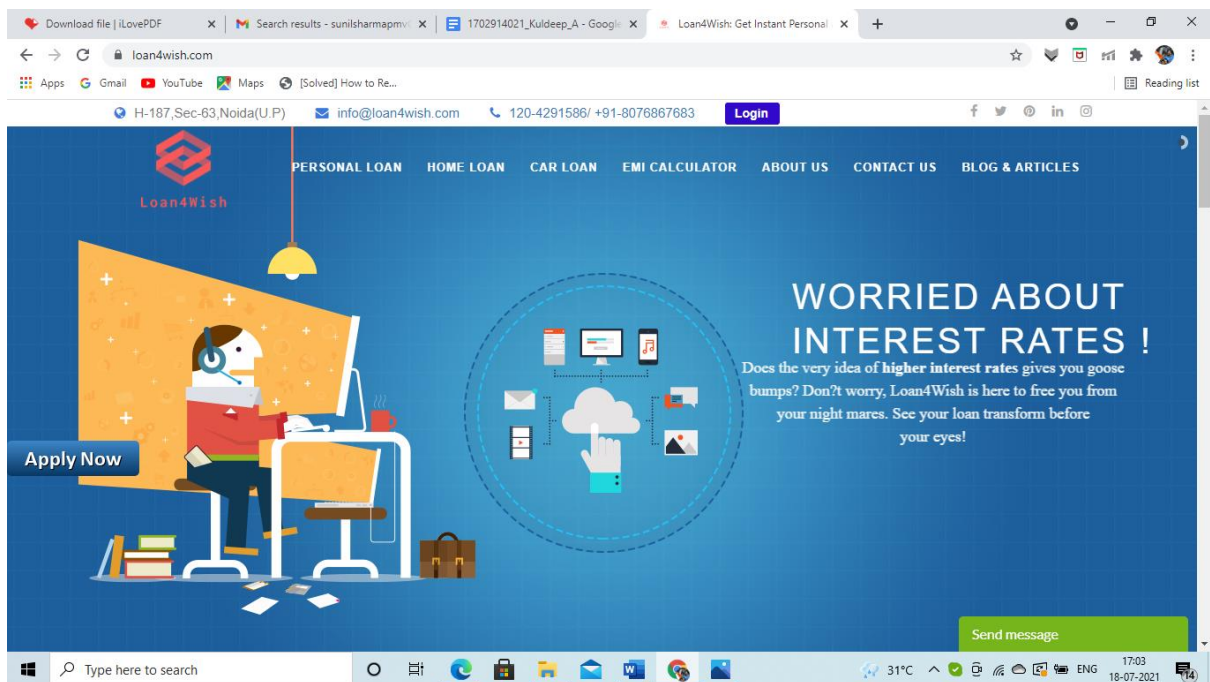 Download file | iLovePDF
Search results - sunilsharmapmv
1702914021_Kuldeep_A - Google
Loan4Wish: Get Instant Personal
loan4wish.com
Apps Gmail YouTube Maps [Solved] How to Re... Reading list
H-187,Sec-63,Noida(U.P) info@loan4wish.com 120-4291586/ +91-8076867683 Login
Loan4Wish
PERSONAL LOAN HOME LOAN CAR LOAN EMI CALCULATOR ABOUT US CONTACT US BLOG & ARTICLES
WORRIED ABOUT
INTEREST RATES !
Does the very idea of higher interest rates gives you goose
bumps? Don?t worry, Loan4Wish is here to free you from
your night mares. See your loan transform before
your eyes!
Apply Now
Send message
Type here to search
31°C ENG
17:03
18-07-2021
14